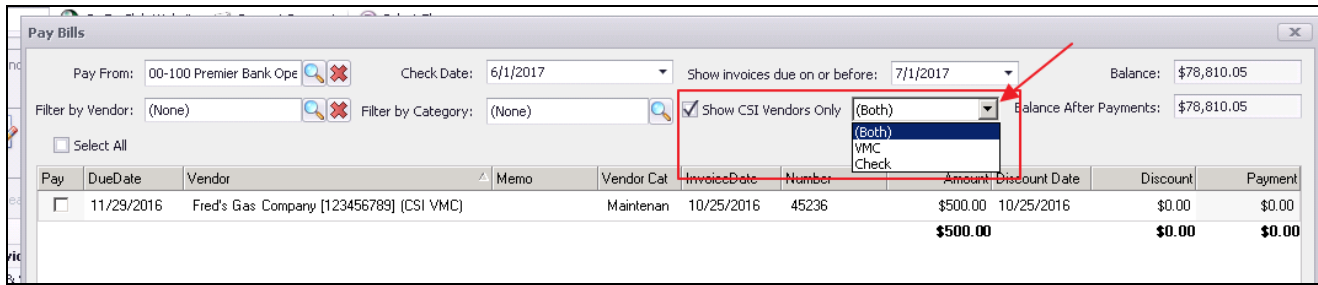 Pay Bills
Pay From: 00-100 Premier Bank Ope Check Date: 6/1/2017 Show invoices due on or before: 7/1/2017 Balance: $78,810.05
Filter by Vendor: (None) Filter by Category: (None) Show CSI Vendors Only (Both) Balance After Payments: $78,810.05
(Both)
VMC
Check
Select All
Pay DueDate Vendor Memo Vendor Cat InvoiceDate Number Amount Discount Date Discount Payment
11/29/2016 Fred's Gas Company [123456789] (CSI VMC) Maintenan 10/25/2016 45236 $500.00 10/25/2016 $0.00 $0.00
$500.00 $0.00 $0.00